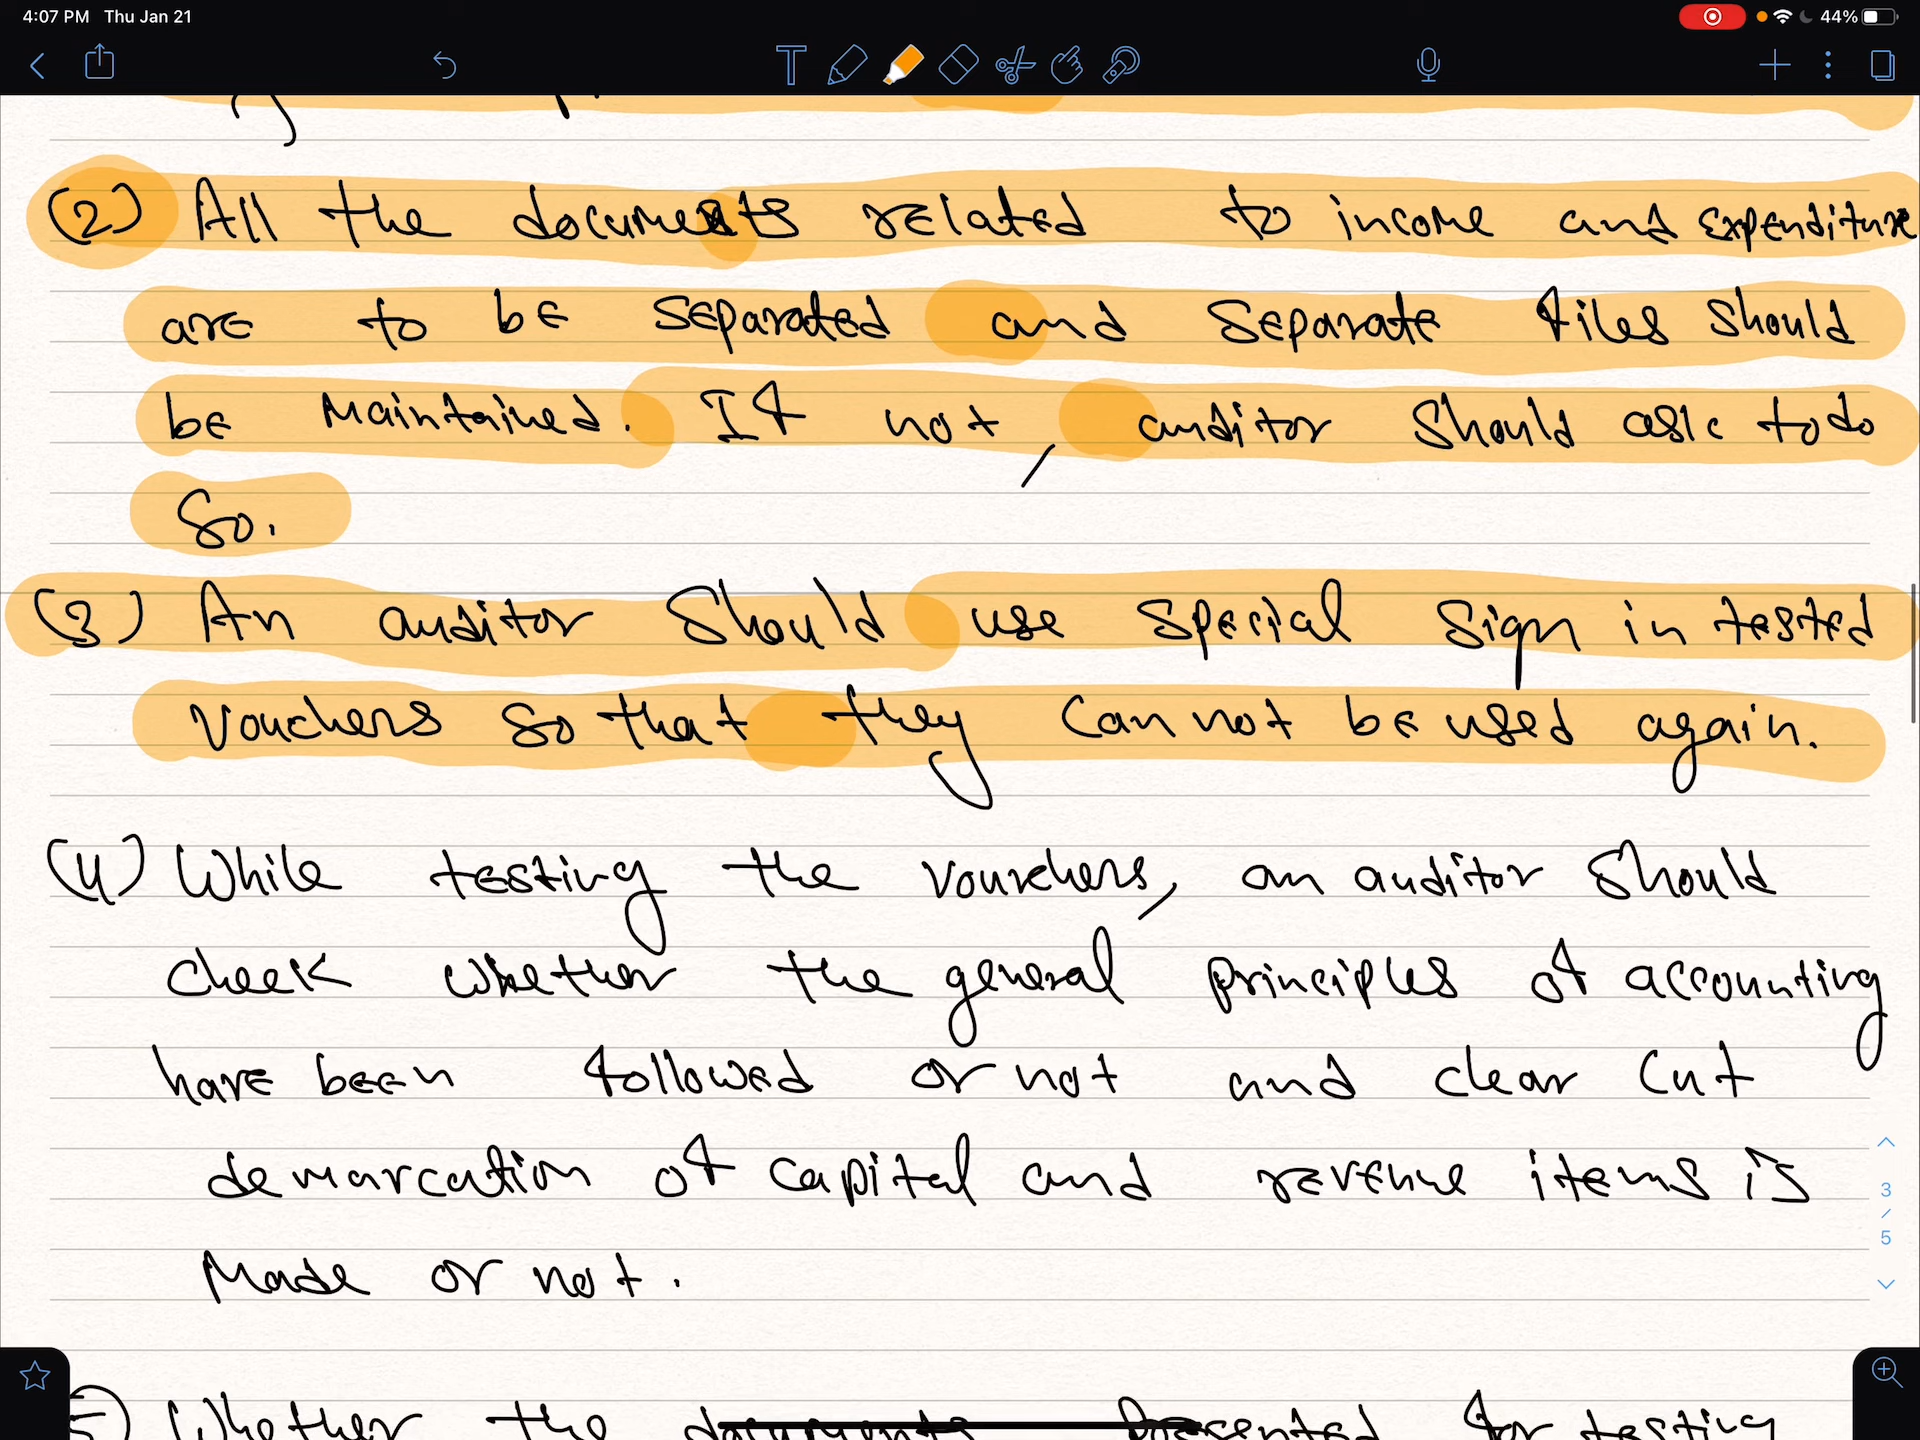 4:07 PM Thu Jan 21
44%
(2) All the documents related to income and expenditure
are to be separated and separate files should
be maintained. If not, auditor should ask to do
so.
(3) An auditor should use special sign in tested
vouchers so that they can not be used again.
(4) While testing the vouchers, an auditor should
check whether the general principles of accounting
have been followed or not and clear cut
demarcation of capital and revenue items is
made or not.
3
/
5
5) Whether the documents presented for testing